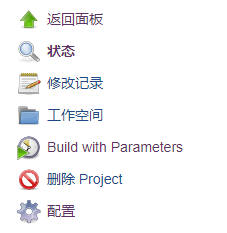 返回面板
状态
修改记录
工作空间
Build with Parameters
删除 Project
配置